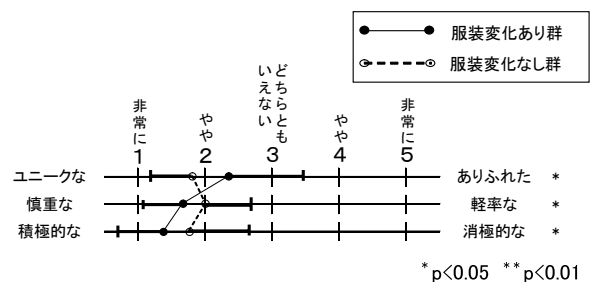 服装変化あり群
服装変化なし群
非常に
やや
どちらとも
いえない
やや
非常に
1 2 3 4 5
ユニークな ありふれた *
慎重な 軽率な *
積極的な 消極的な *
*p<0.05 **p<0.01